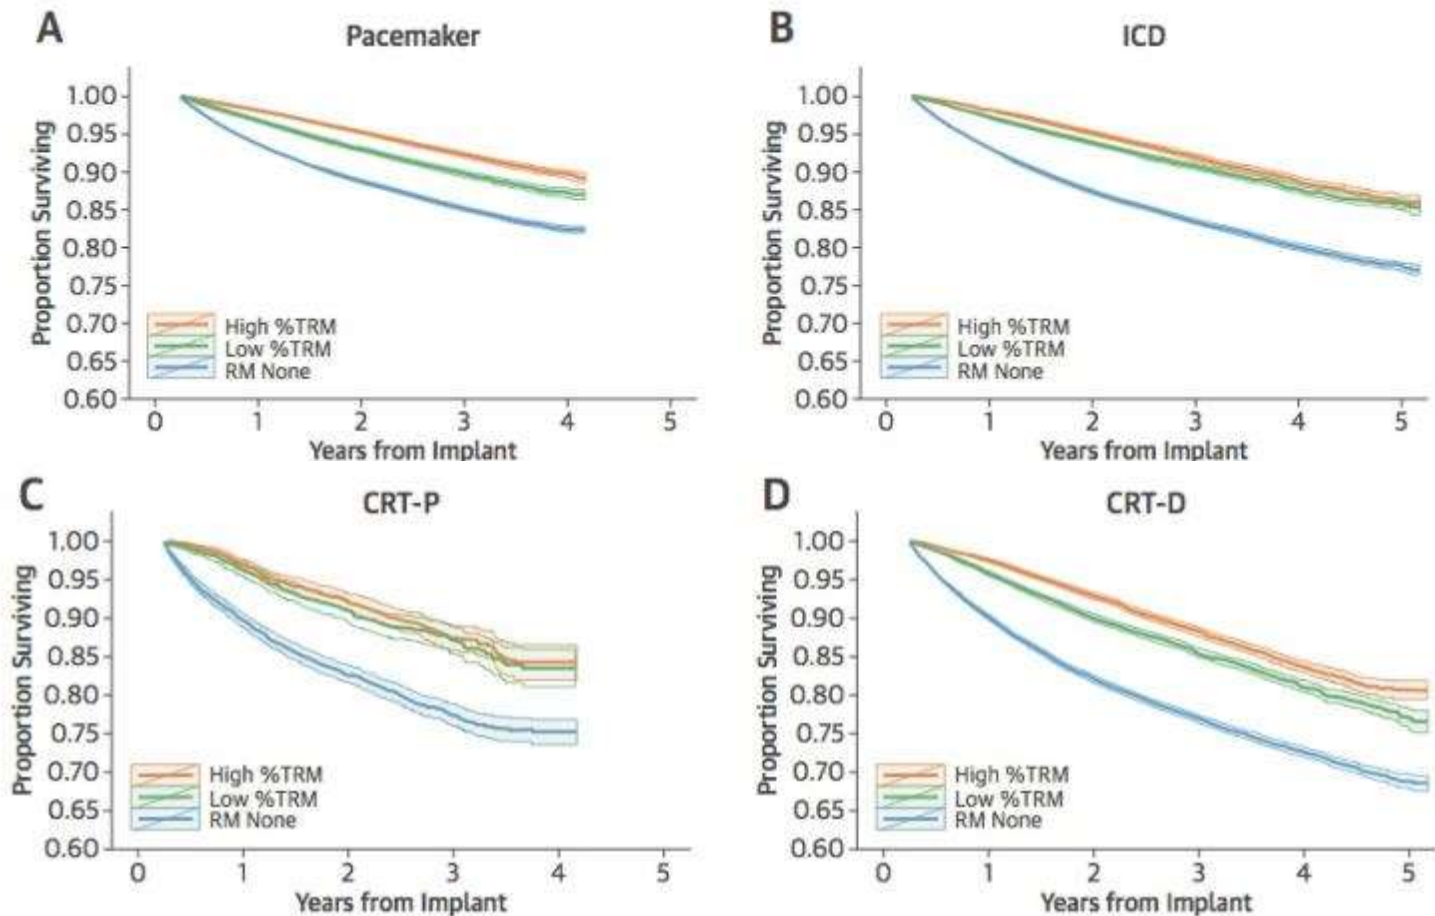 A
Pacemaker
Proportion Surviving
1.00
0.95
0.90
0.85
0.80
0.75
0.70
0.65
0.60
High %TRM
Low %TRM
RM None
0 1 2 3 4 5
Years from Implant
B
ICD
Proportion Surviving
1.00
0.95
0.90
0.85
0.80
0.75
0.70
0.65
0.60
High %TRM
Low %TRM
RM None
0 1 2 3 4 5
Years from Implant
C
CRT-P
Proportion Surviving
1.00
0.95
0.90
0.85
0.80
0.75
0.70
0.65
0.60
High %TRM
Low %TRM
RM None
0 1 2 3 4 5
Years from Implant
D
CRT-D
Proportion Surviving
1.00
0.95
0.90
0.85
0.80
0.75
0.70
0.65
0.60
High %TRM
Low %TRM
RM None
0 1 2 3 4 5
Years from Implant